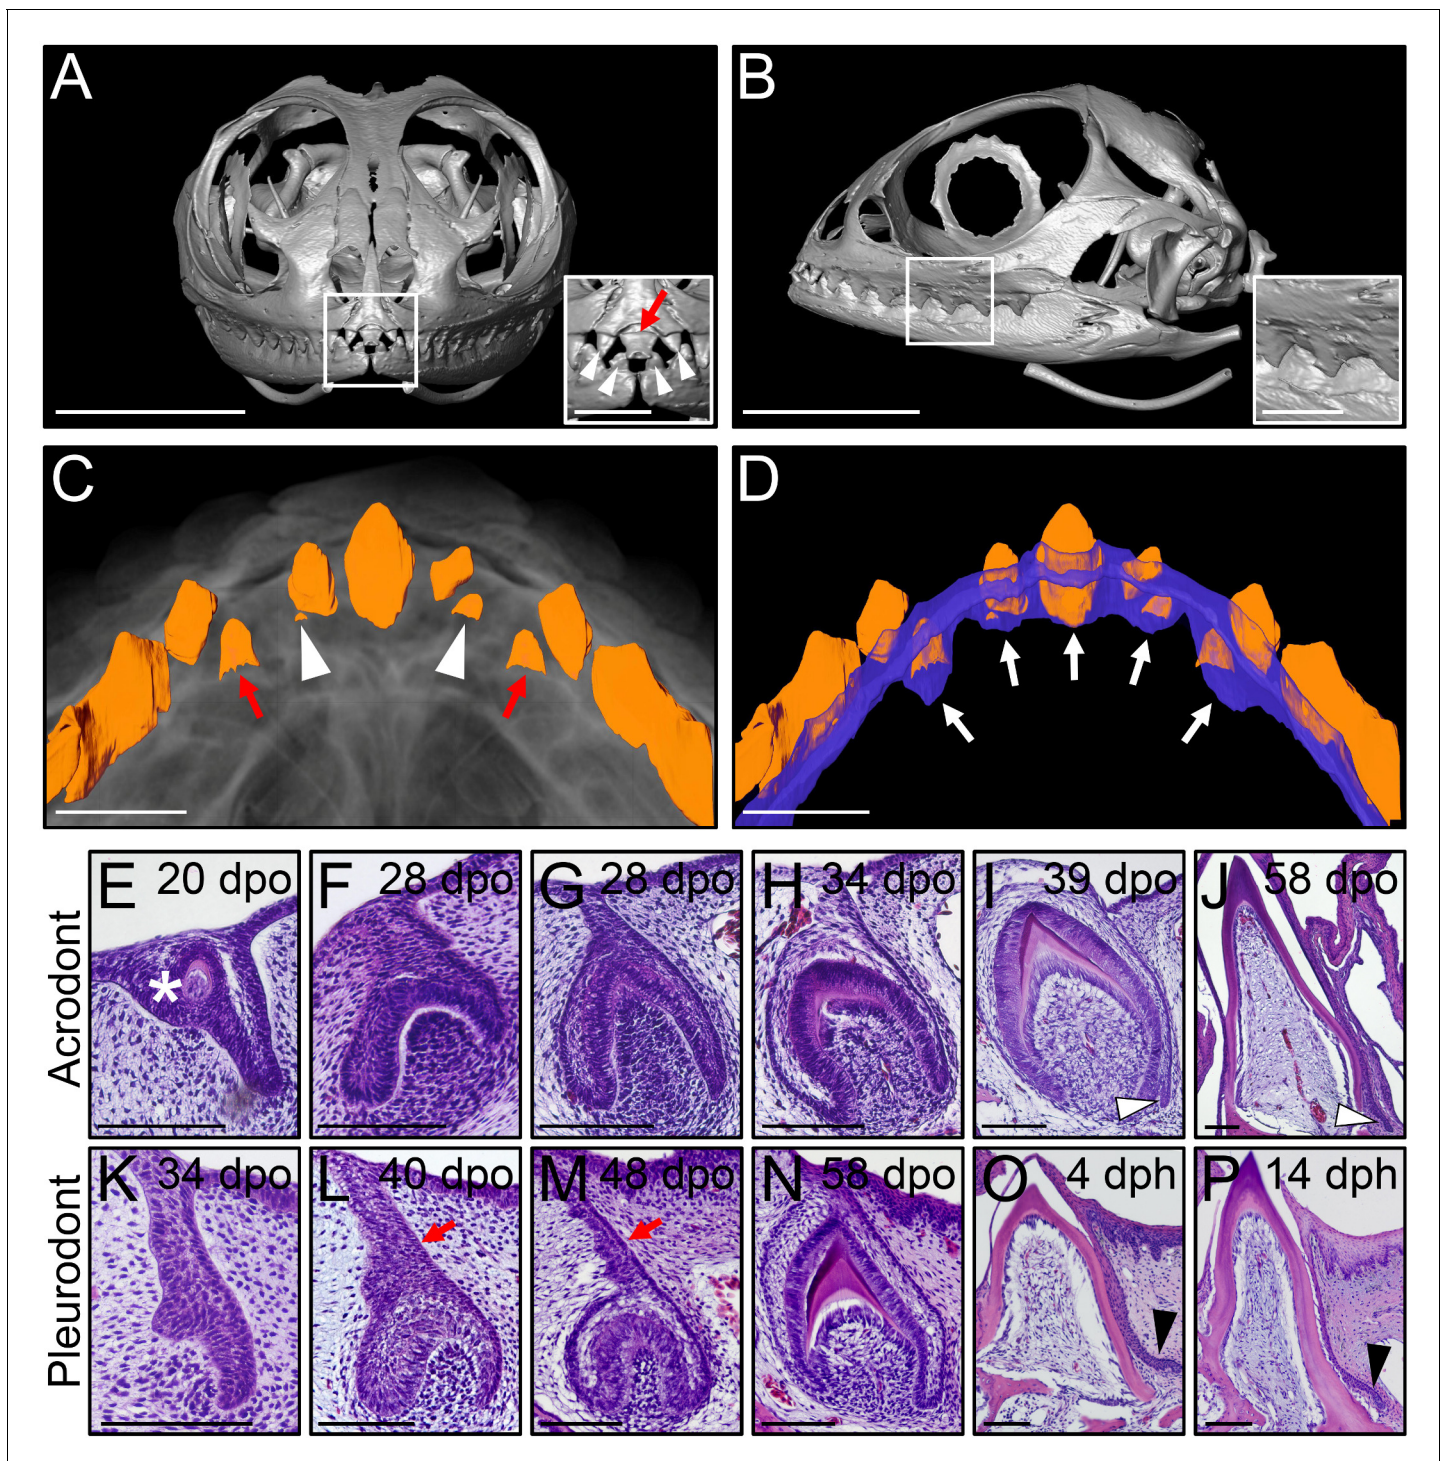 A
B
C
D
Acrodont
E 20 dpo
F 28 dpo
G 28 dpo
H 34 dpo
I 39 dpo
J 58 dpo
Pleurodont
K 34 dpo
L 40 dpo
M 48 dpo
N 58 dpo
O 4 dph
P 14 dph